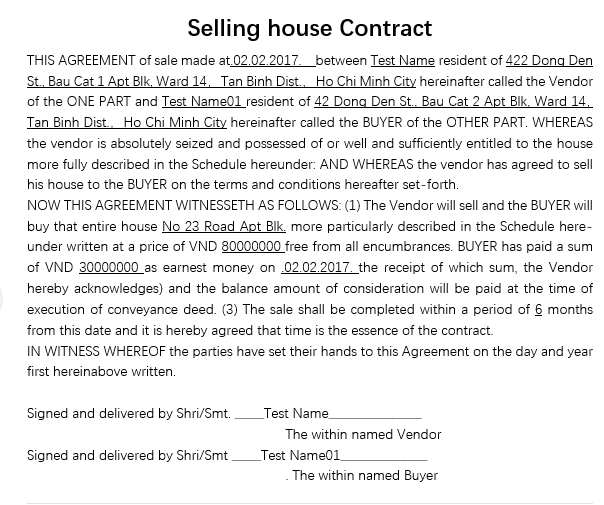 Selling house Contract
THIS AGREEMENT of sale made at 02.02.2017. between Test Name resident of 422 Dong Den
St., Bau Cat 1 Apt Blk, Ward 14, Tan Binh Dist., Ho Chi Minh City hereinafter called the Vendor
of the ONE PART and Test Name01 resident of 42 Dong Den St., Bau Cat 2 Apt Blk, Ward 14,
Tan Binh Dist., Ho Chi Minh City hereinafter called the BUYER of the OTHER PART. WHEREAS
the vendor is absolutely seized and possessed of or well and sufficiently entitled to the house
more fully described in the Schedule hereunder: AND WHEREAS the vendor has agreed to sell
his house to the BUYER on the terms and conditions hereafter set-forth.
NOW THIS AGREEMENT WITNESSETH AS FOLLOWS: (1) The Vendor will sell and the BUYER will
buy that entire house No 23 Road Apt Blk. more particularly described in the Schedule here-
under written at a price of VND 80000000 free from all encumbrances. BUYER has paid a sum
of VND 30000000 as earnest money on .02.02.2017. the receipt of which sum, the Vendor
hereby acknowledges) and the balance amount of consideration will be paid at the time of
execution of conveyance deed. (3) The sale shall be completed within a period of 6 months
from this date and it is hereby agreed that time is the essence of the contract.
IN WITNESS WHEREOF the parties have set their hands to this Agreement on the day and year
first hereinabove written.
Signed and delivered by Shri/Smt. ____Test Name_____________
The within named Vendor
Signed and delivered by Shri/Smt ____Test Name01____________
. The within named Buyer